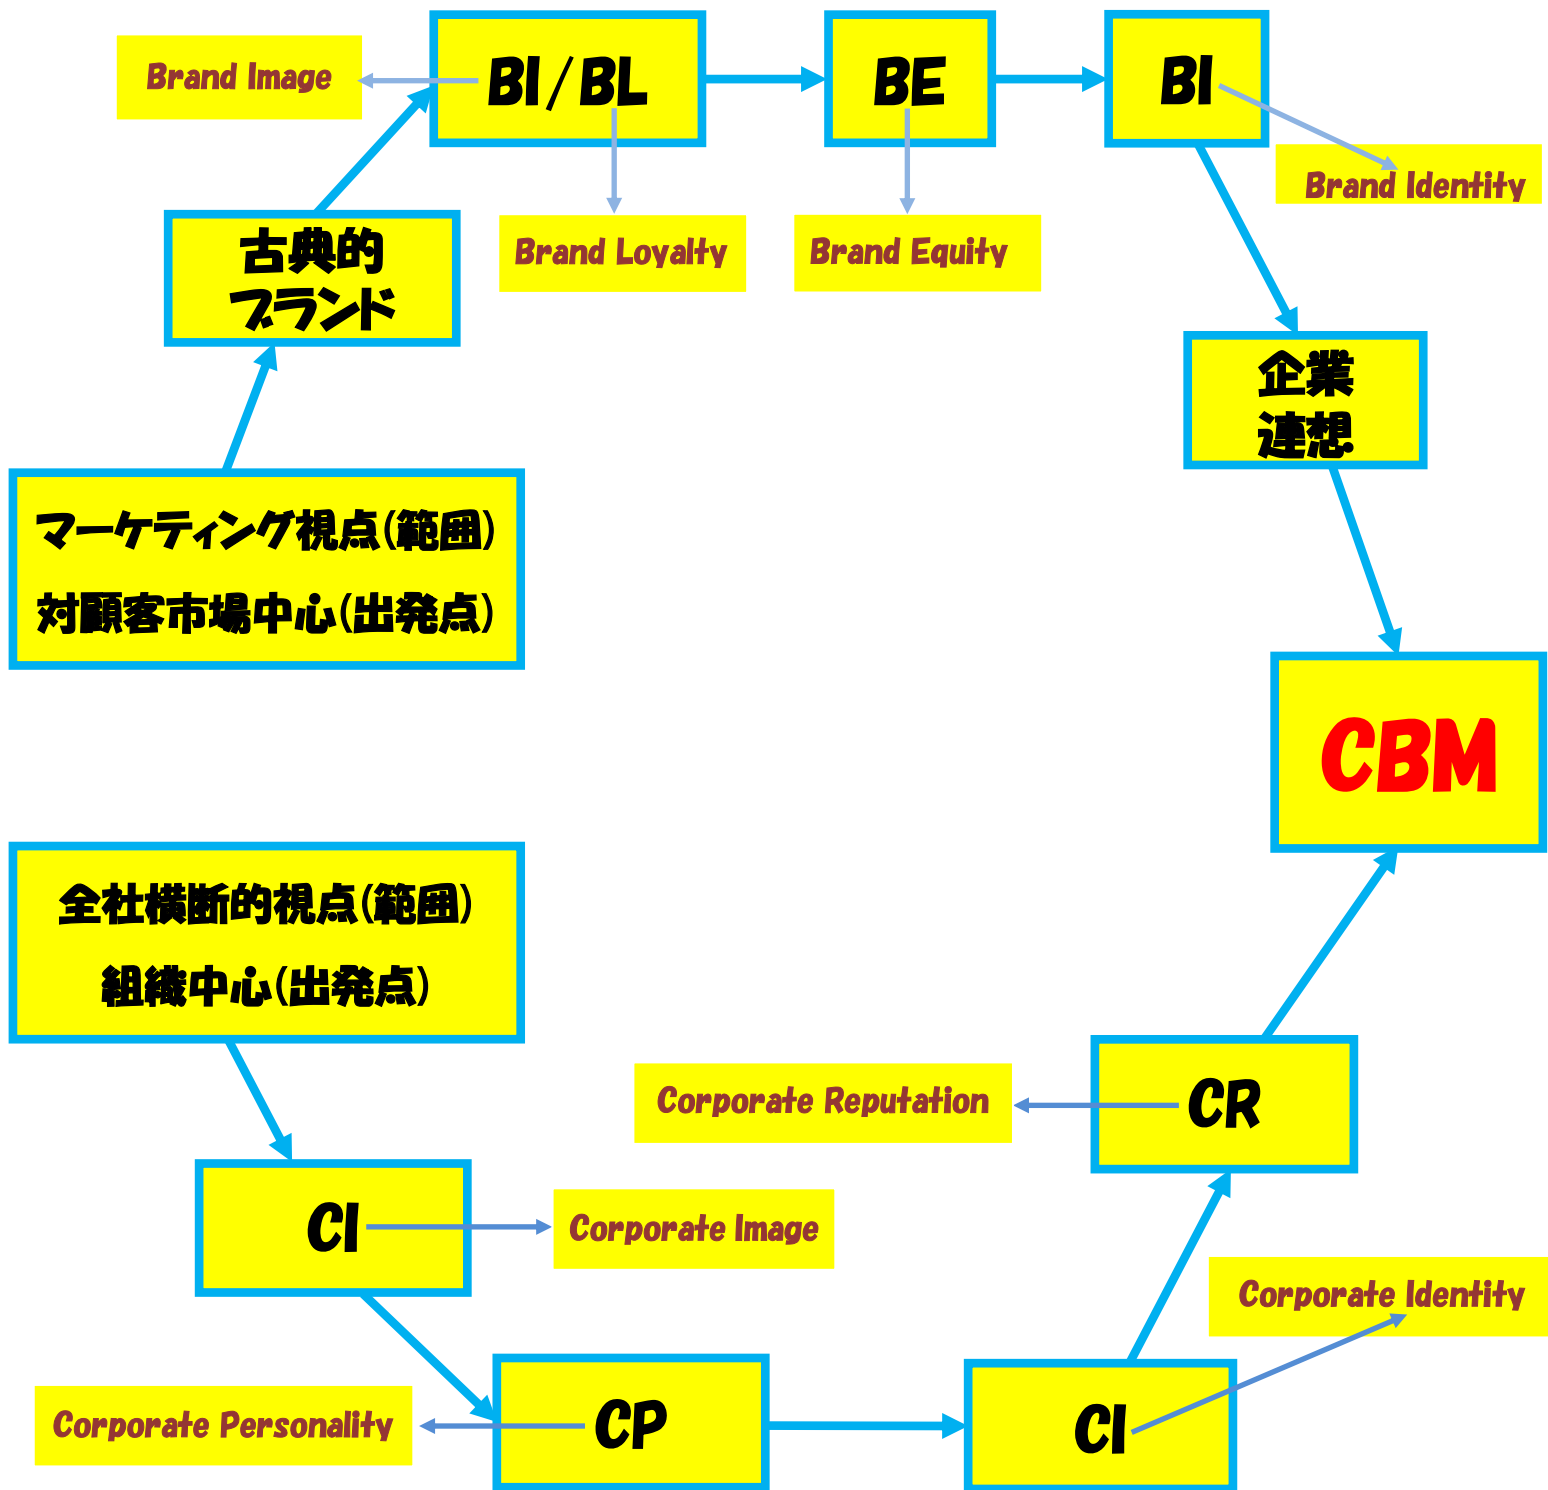 Brand Image
BI/BL
BE
BI
Brand Identity
Brand Loyalty
Brand Equity
古典的
ブランド
企業
連想
マーケティング視点(範囲)
対顧客市場中心(出発点)
CBM
全社横断的視点(範囲)
組織中心(出発点)
CR
Corporate Reputation
CI
Corporate Image
Corporate Identity
Corporate Personality
CP
CI